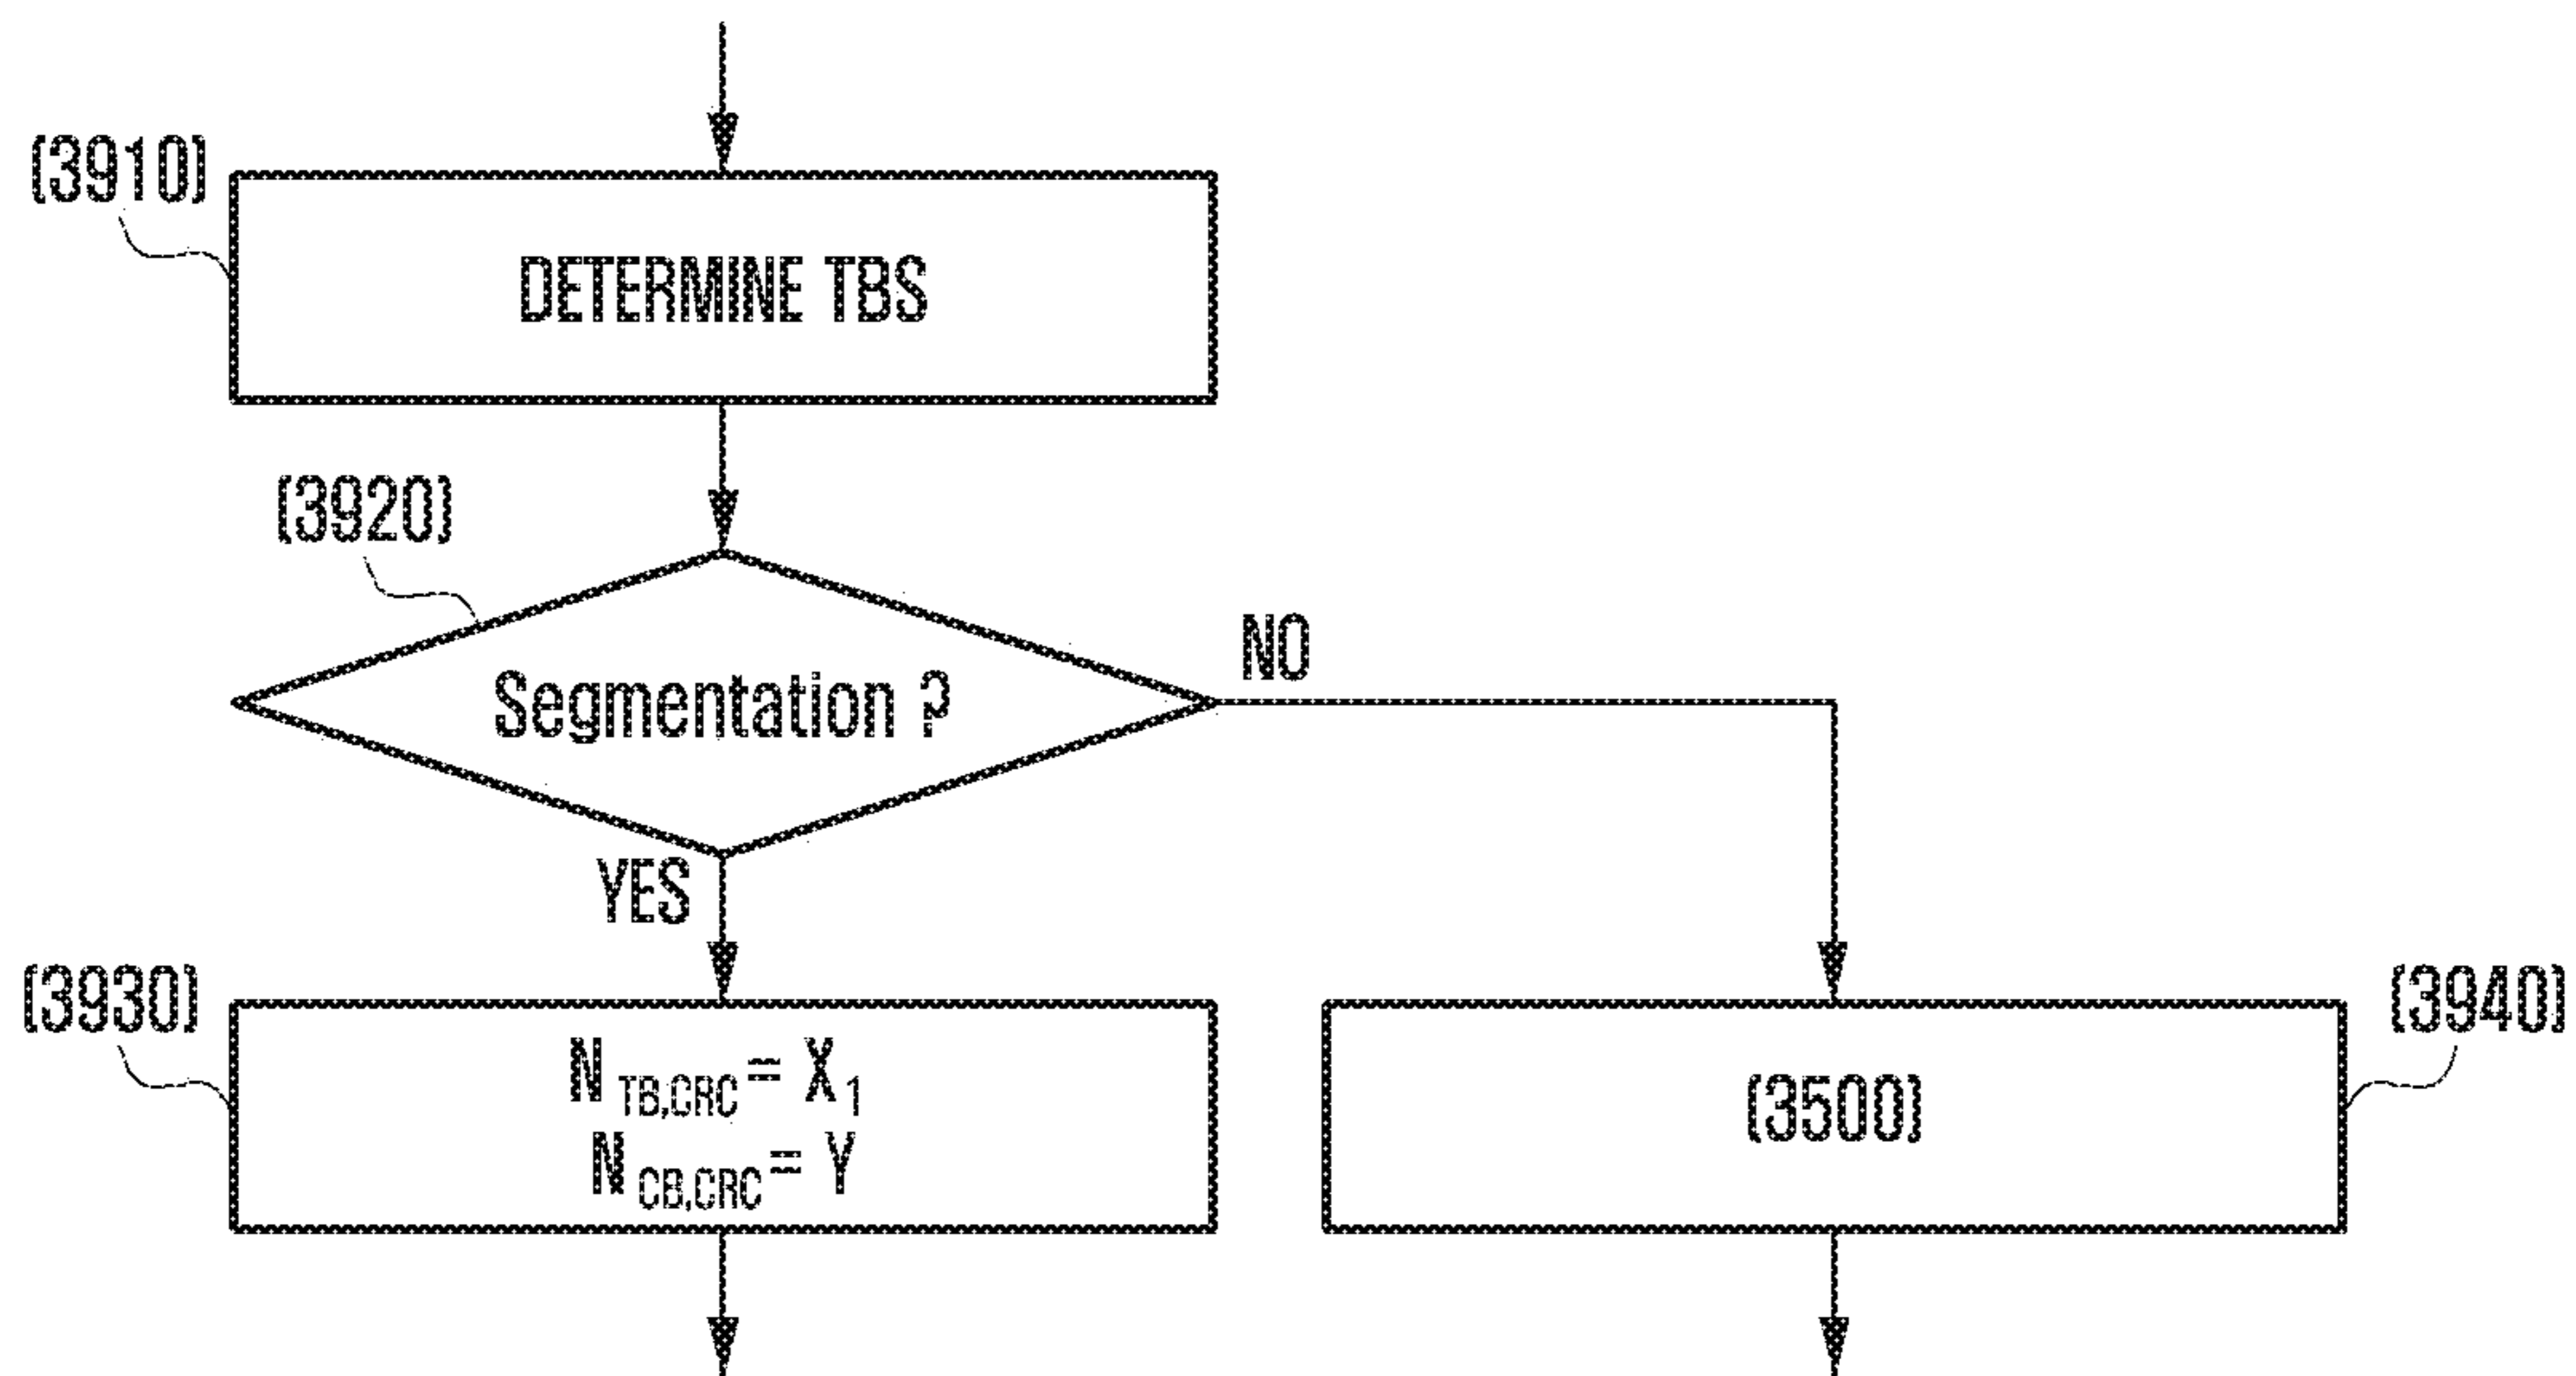 (3910)
DETERMINE TBS
(3920)
Segmentation ?
NO
YES
(3930)
N TB,CRC = X 1
N CB,CRC = Y
(3500)
(3940)